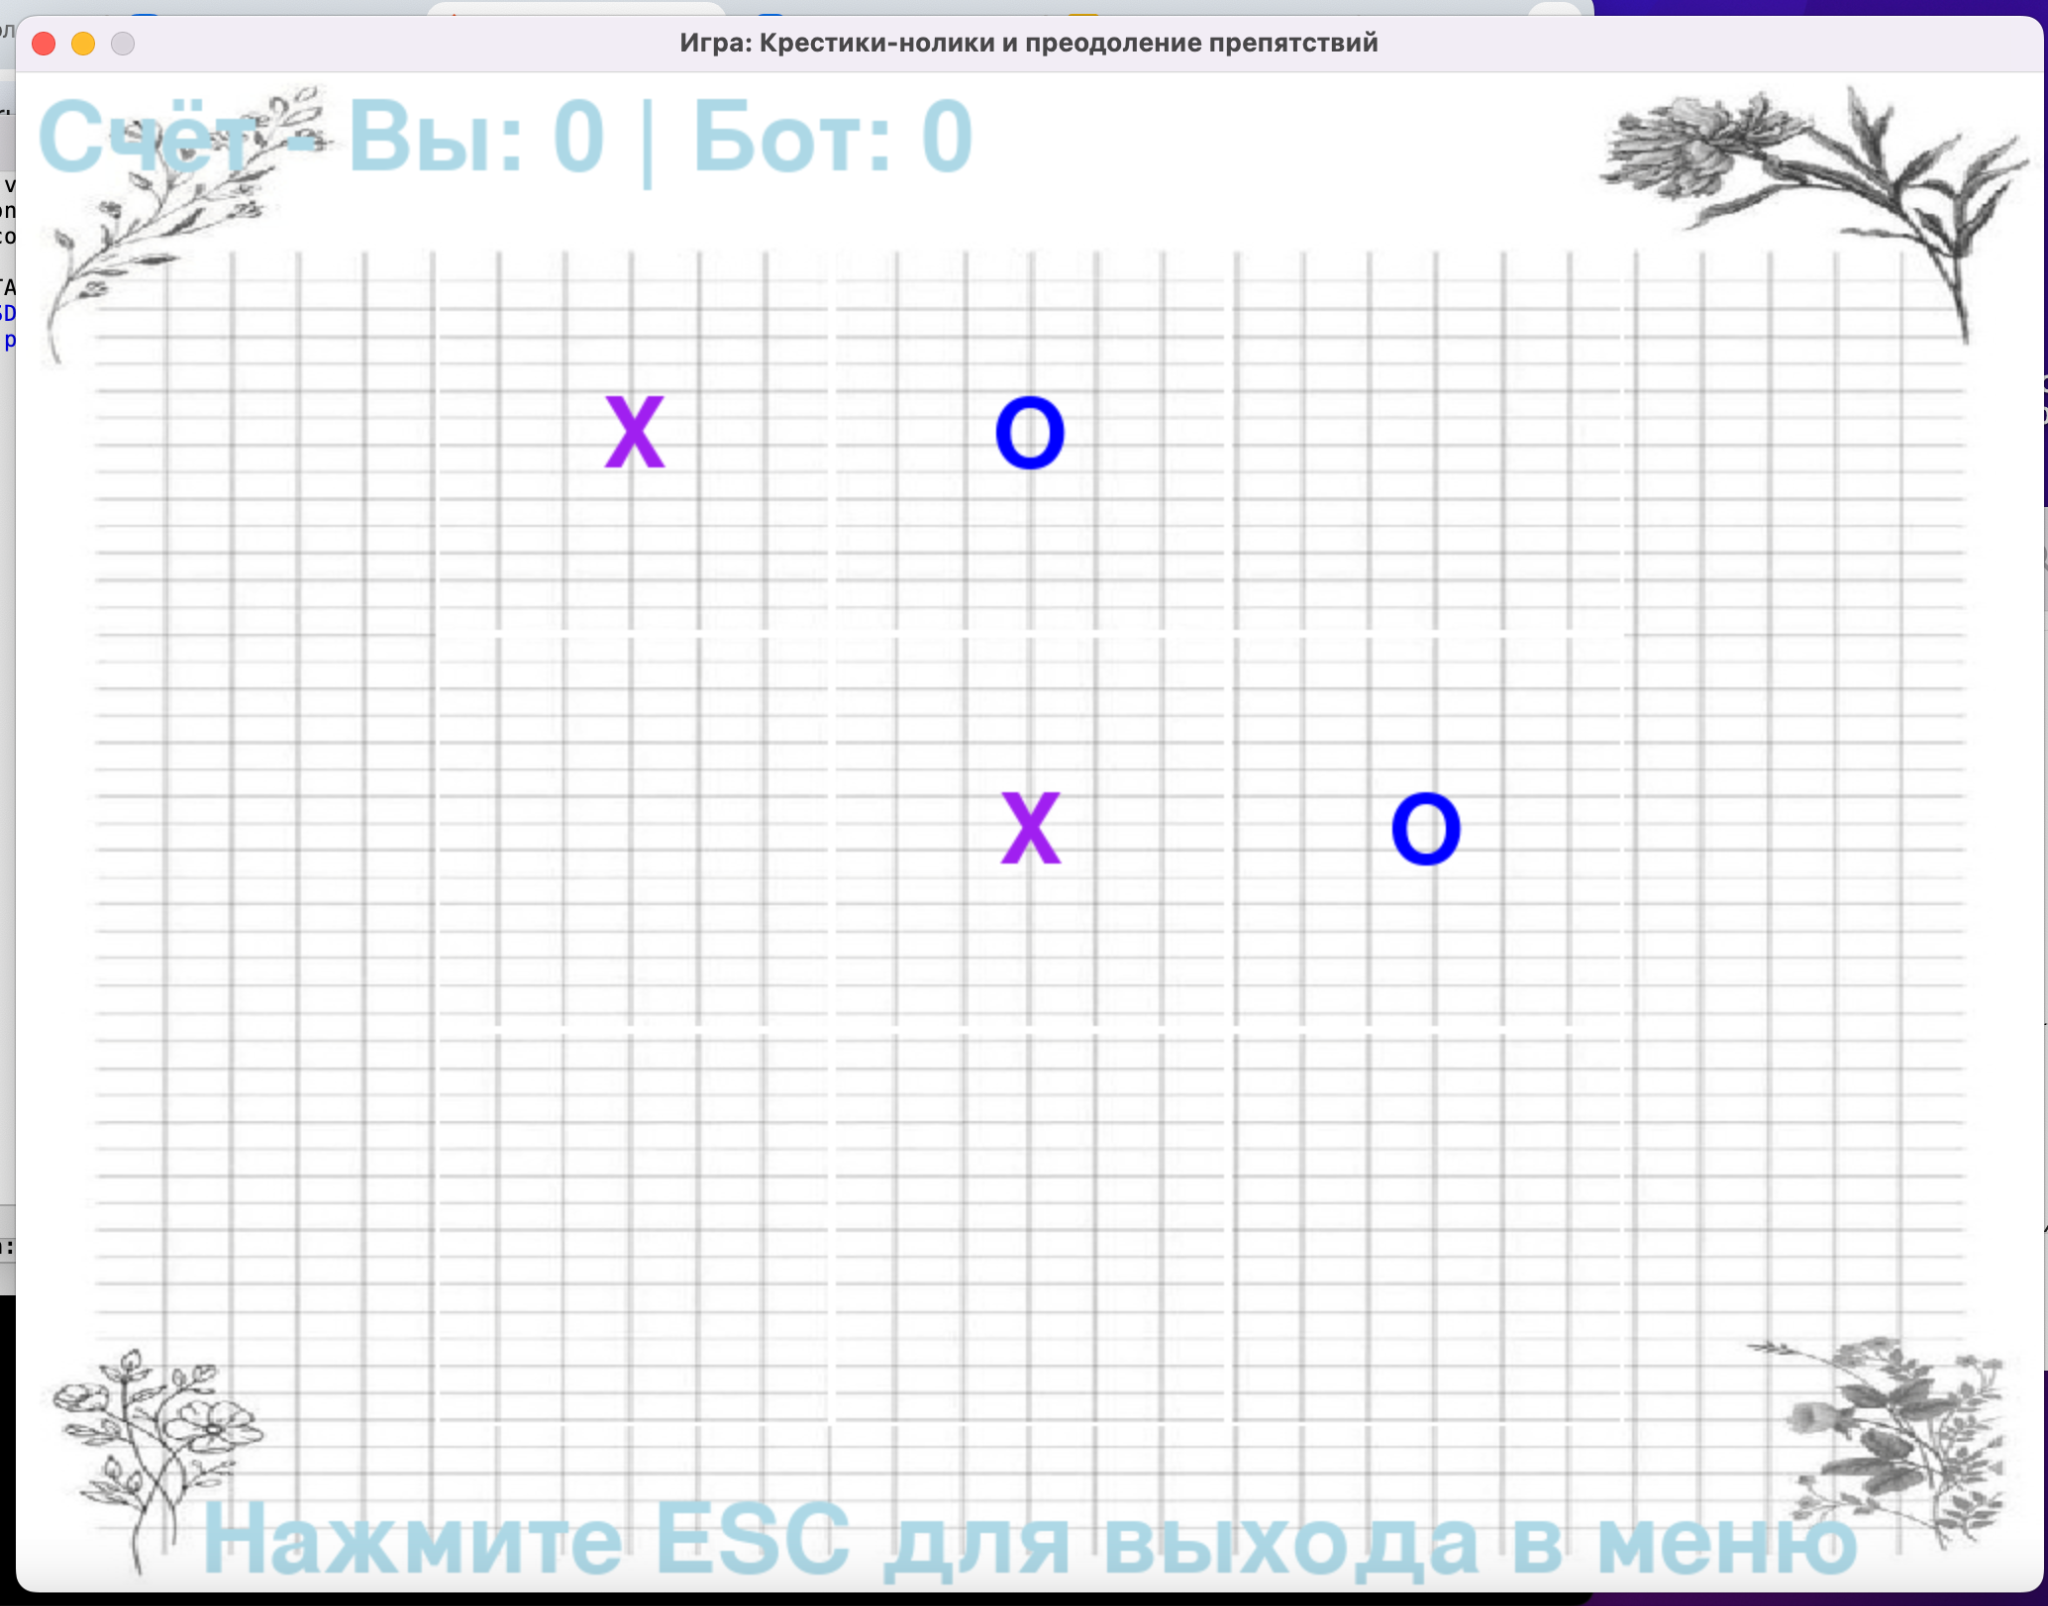 Игра: Крестики-нолики и преодоление препятствий
Счёт - Вы: 0 | Бот: 0
X O
X O
Нажмите ESC для выхода в меню